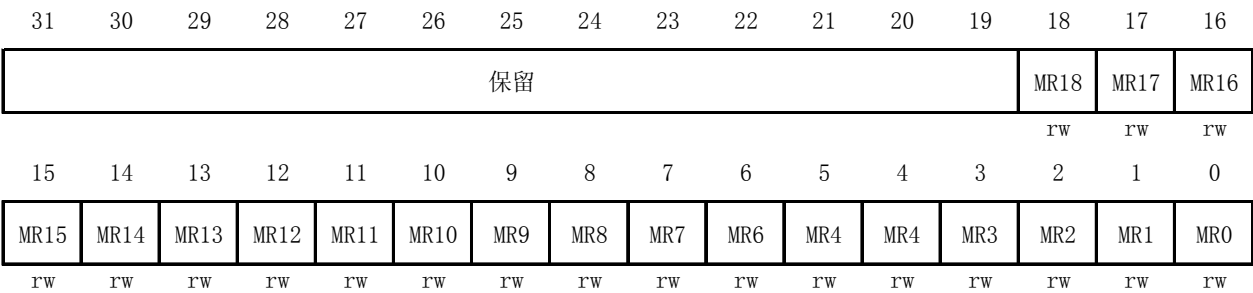 31 30 29 28 27 26 25 24 23 22 21 20 19 18 17 16
保留 MR18 MR17 MR16
rw rw rw
15 14 13 12 11 10 9 8 7 6 5 4 3 2 1 0
MR15 MR14 MR13 MR12 MR11 MR10 MR9 MR8 MR7 MR6 MR4 MR4 MR3 MR2 MR1 MR0
rw rw rw rw rw rw rw rw rw rw rw rw rw rw rw rw